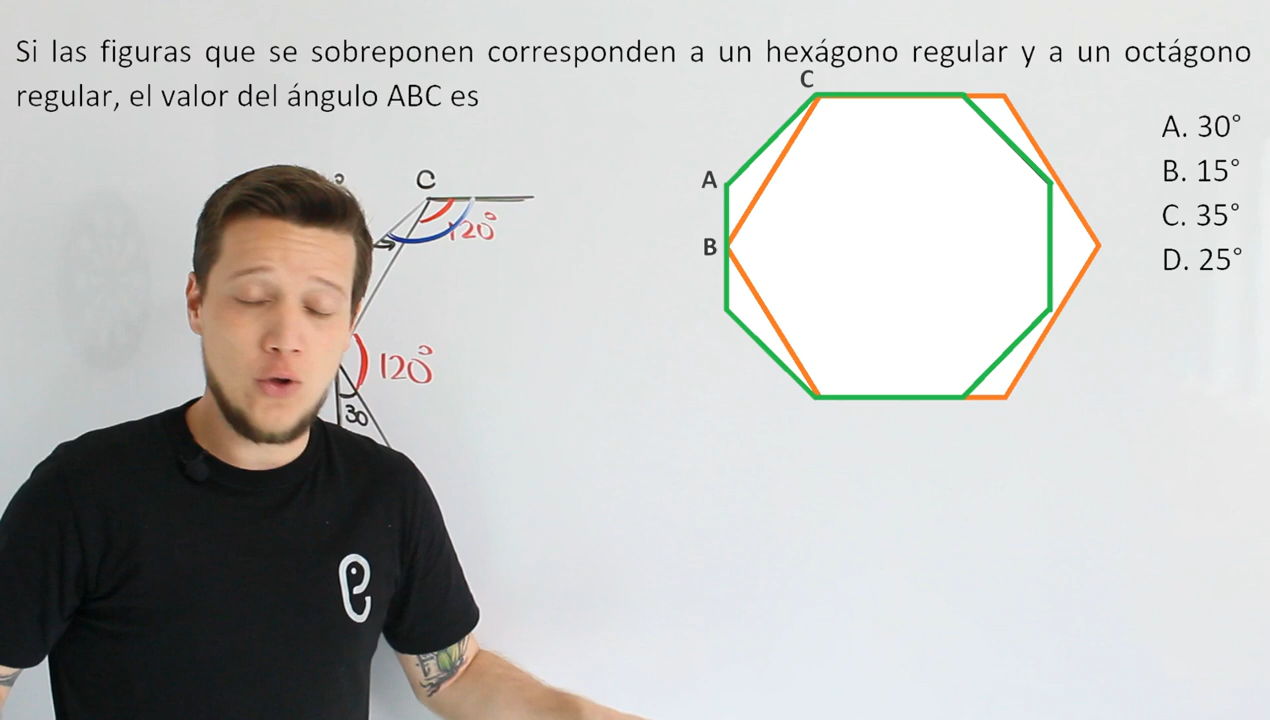 Si las figuras que se sobreponen corresponden a un hexágono regular y a un octágono
regular, el valor del ángulo ABC es
C
A
B
A. 30°
B. 15°
C. 35°
D. 25°
C
120°
120°
30